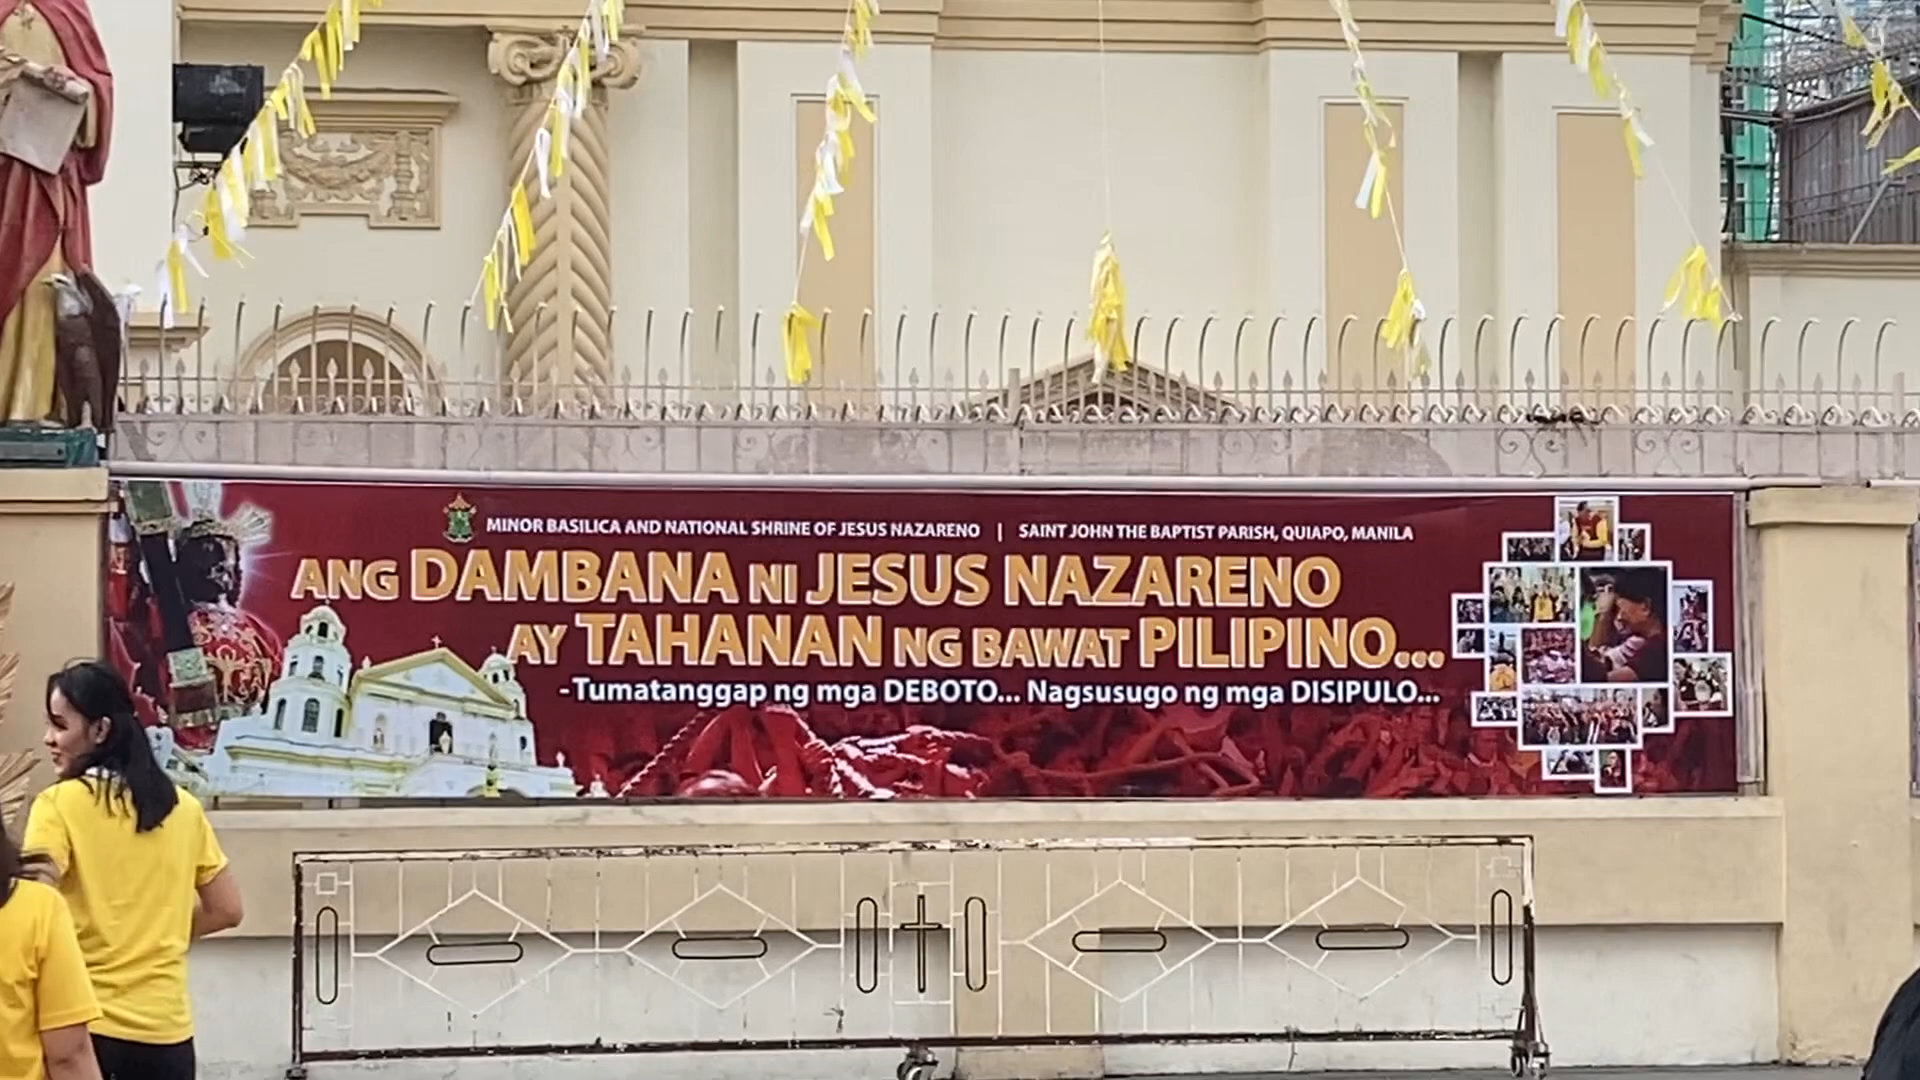 MINOR BASILICA AND NATIONAL SHRINE OF JESUS NAZARENO | SAINT JOHN THE BAPTIST PARISH, QUIAPO, MANILA
ANG DAMBANA NI JESUS NAZARENO
AY TAHANAN NG BAWAT PILIPINO...
-Tumatanggap ng mga DEBOTO... Nagsusugo ng mga DISIPULO...